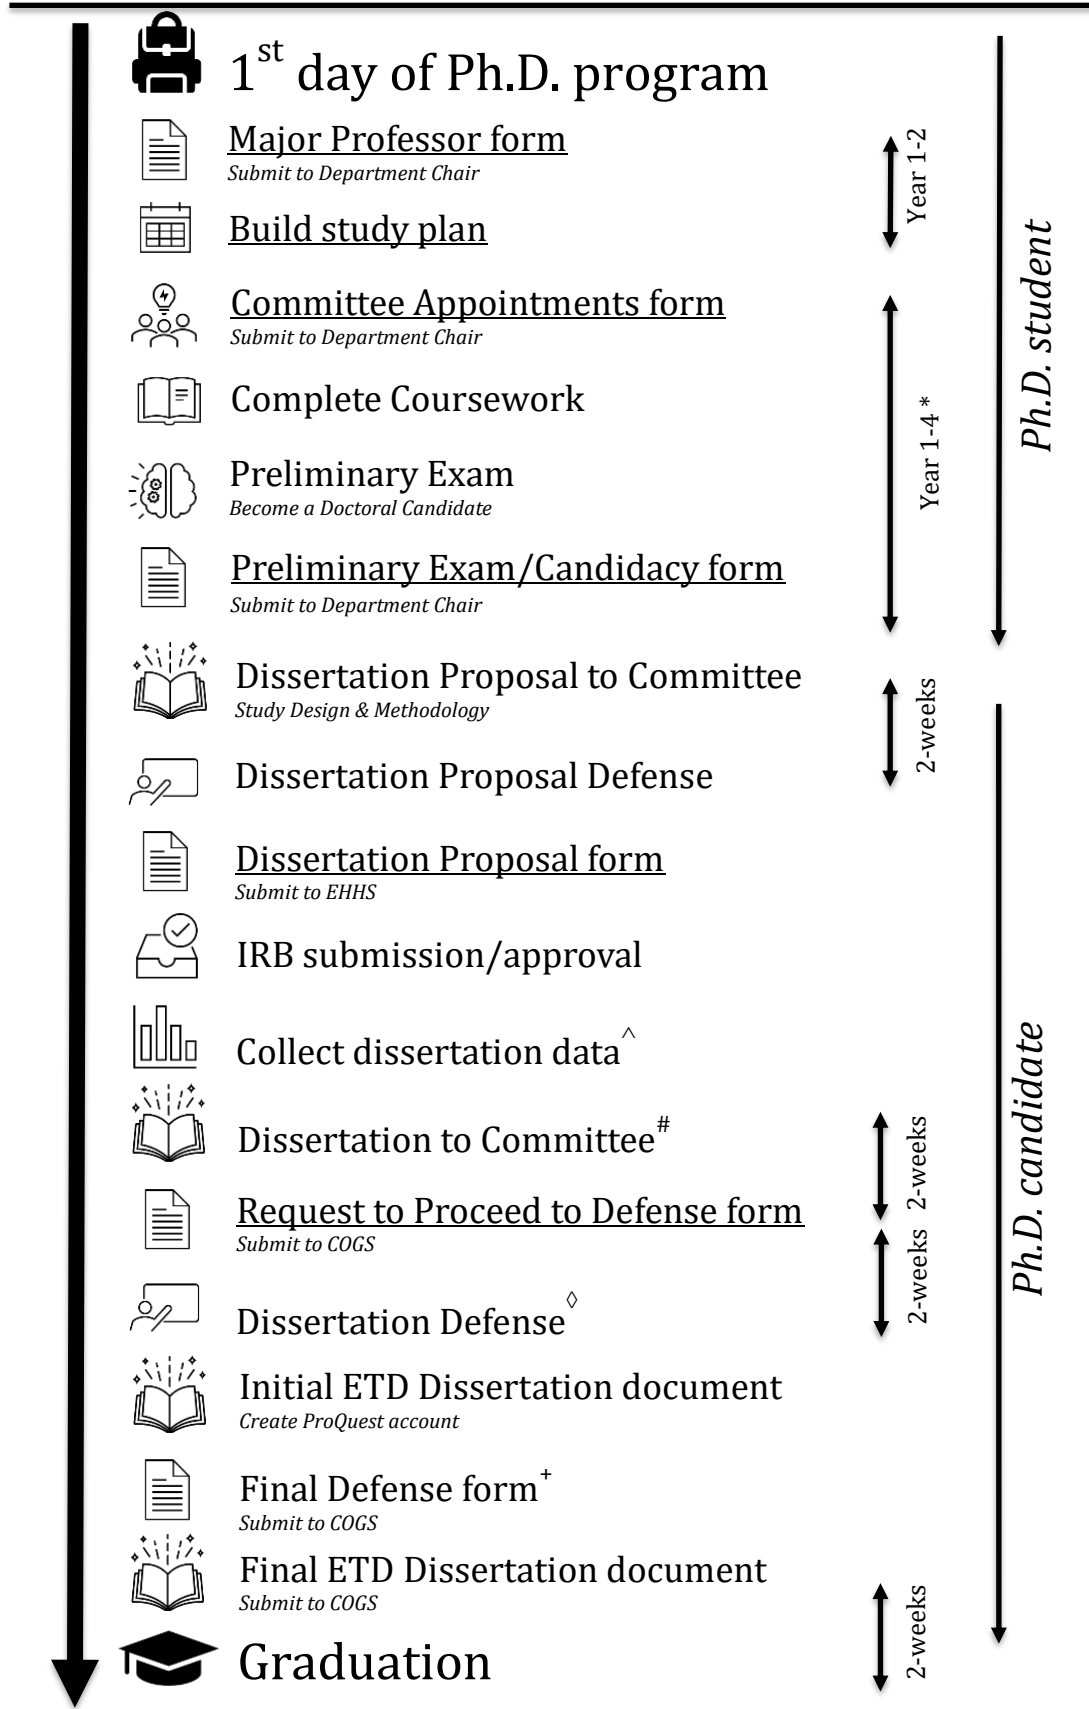 1st day of Ph.D. program
Major Professor form
Submit to Department Chair
Build study plan
Year 1-2
Committee Appointments form
Submit to Department Chair
Complete Coursework
Preliminary Exam
Become a Doctoral Candidate
Preliminary Exam/Candidacy form
Submit to Department Chair
Year 1-4 *
Ph.D. student
Dissertation Proposal to Committee
Study Design & Methodology
Dissertation Proposal Defense
2-weeks
Dissertation Proposal form
Submit to EHHS
IRB submission/approval
Collect dissertation data^
Dissertation to Committee#
2-weeks
Request to Proceed to Defense form
Submit to COGS
2-weeks
Dissertation Defense◊
Initial ETD Dissertation document
Create ProQuest account
Final Defense form+
Submit to COGS
Final ETD Dissertation document
Submit to COGS
Graduation
2-weeks
Ph.D. candidate